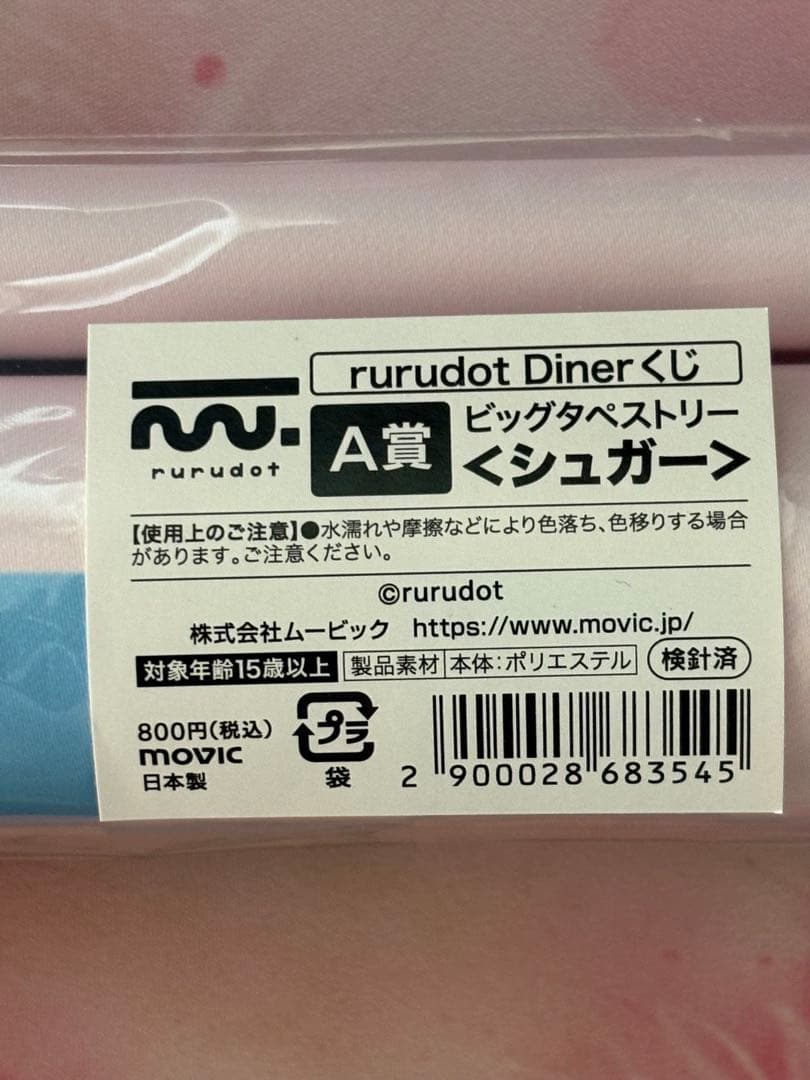 rurudot
rurudot Dinerくじ
A賞
ビッグタペストリー
<シュガー>
【使用上のご注意】●水濡れや摩擦などにより色落ち、色移りする場合
があります。ご注意ください。
©rurudot
株式会社ムービック https://www.movic.jp/
対象年齢15歳以上 製品素材 本体:ポリエステル 検針済
800円(税込)
movic
日本製
プラ
袋
2 900028 683545